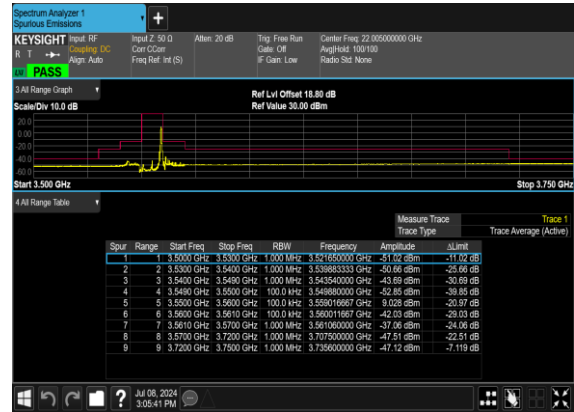 Spectrum Analyzer 1
Spurious Emissions
KEYSIGHT
R T
PASS
Input: RF
Coupling: DC
Align: Auto
Input Z: 50 Ω
Corr CCorr
Freq Ref: Int (S)
Atten: 20 dB
Trig: Free Run
Gate: Off
IF Gain: Low
Center Freq: 22.005000000 GHz
Avg|Hold: 100/100
Radio Std: None
3 All Range Graph
Scale/Div 10.0 dB
Ref Lvl Offset 18.80 dB
Ref Value 30.00 dBm
20.0
0.00
-20.0
-40.0
-60.0
Start 3.500 GHz
Stop 3.750 GHz
4 All Range Table
Measure Trace Trace 1
Trace Type Trace Average (Active)
Spur Range Start Freq Stop Freq RBW Frequency Amplitude ΔLimit
1 1 3.5000 GHz 3.5300 GHz 1.000 MHz 3.521650000 GHz -51.02 dBm -11.02 dB
2 2 3.5300 GHz 3.5400 GHz 1.000 MHz 3.539883333 GHz -50.66 dBm -25.66 dB
3 3 3.5400 GHz 3.5490 GHz 1.000 MHz 3.543540000 GHz -43.69 dBm -30.69 dB
4 4 3.5490 GHz 3.5500 GHz 100.0 kHz 3.549880000 GHz -52.85 dBm -39.85 dB
5 5 3.5500 GHz 3.5600 GHz 100.0 kHz 3.559016667 GHz 9.028 dBm -20.97 dB
6 6 3.5600 GHz 3.5610 GHz 100.0 kHz 3.560011667 GHz -42.03 dBm -29.03 dB
7 7 3.5610 GHz 3.5700 GHz 1.000 MHz 3.561060000 GHz -37.06 dBm -24.06 dB
8 8 3.5700 GHz 3.7200 GHz 1.000 MHz 3.707500000 GHz -47.51 dBm -22.51 dB
9 9 3.7200 GHz 3.7500 GHz 1.000 MHz 3.735600000 GHz -47.12 dBm -7.119 dB
?
Jul 08, 2024
3:05:41 PM